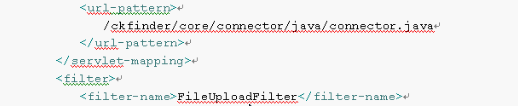 <url-pattern>
/ckfinder/core/connector/java/connector.java
</url-pattern>
</servlet-mapping>
<filter>
<filter-name>FileUploadFilter</filter-name>